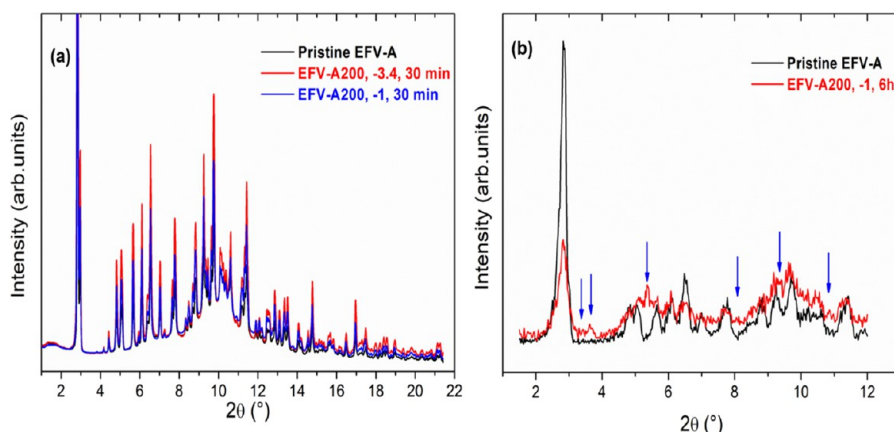 (a)
Pristine EFV-A
EFV-A200, -3.4, 30 min
EFV-A200, -1, 30 min
Intensity (arb.units)
2 4 6 8 10 12 14 16 18 20 22
2θ (°)
(b)
Pristine EFV-A
EFV-A200, -1, 6h
Intensity (arb.units)
2 4 6 8 10 12
2θ (°)